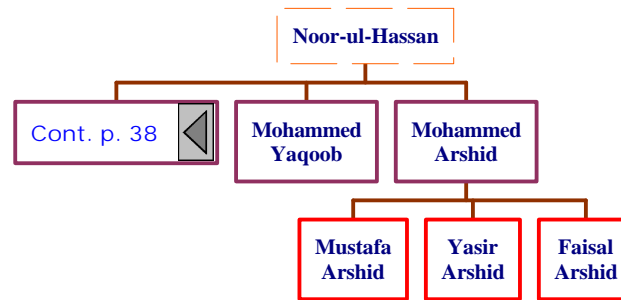 Noor-ul-Hassan
Cont. p. 38
Mohammed
Yaqoob
Mohammed
Arshid
Mustafa
Arshid
Yasir
Arshid
Faisal
Arshid